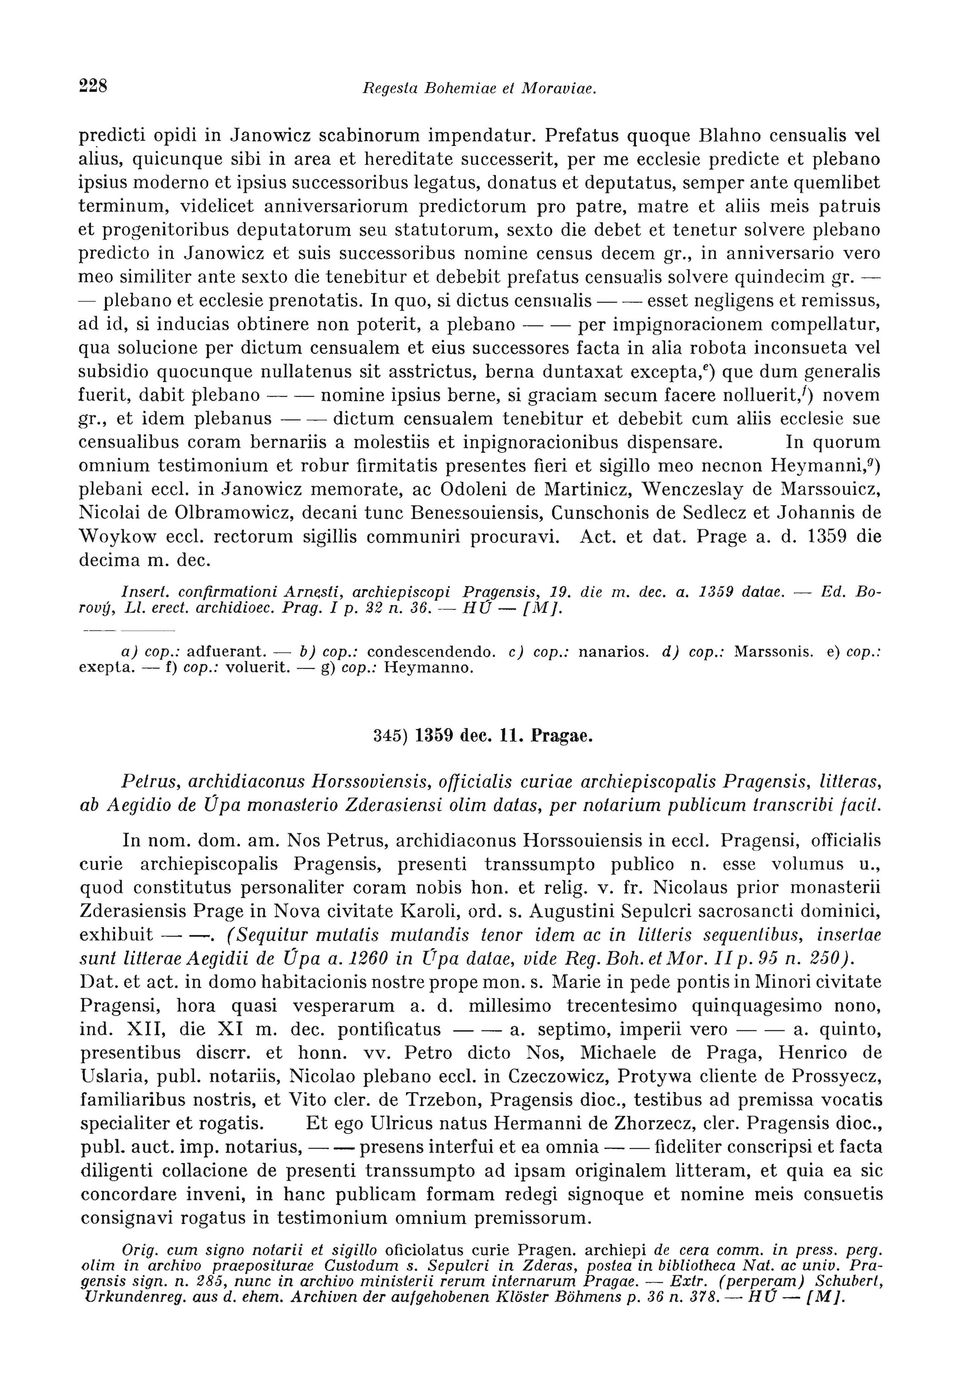 228
Regesta Bohemiae et Moraviae.
predicti opidi in Janowicz scabinorum impendatur. Prefatus quoque Blahno censualis vel
alius, quicunque sibi in area et hereditate successerit, per me ecclesie predicte et plebano
ipsius moderno et ipsius successoribus legatus, donatus et deputatus, semper ante quemlibet
terminum, videlicet anniversariorum predictorum pro patre, matre et aliis meis patruis
et progenitoribus deputatorum seu statutorum, sexto die debet et tenetur solvere plebano
predicto in Janowicz et suis successoribus nomine census decem gr., in anniversario vero
meo similiter ante sexto die tenebitur et debebit prefatus censualis solvere quindecim gr. —
— plebano et ecclesie prenotatis. In quo, si dictus censualis — — esset negligens et remissus,
ad id, si inducias obtinere non poterit, a plebano — — per impignoracionem compellatur,
qua solucione per dictum censualem et eius successores facta in alia robota inconsueta vel
subsidio quocunque nullatenus sit asstrictus, berna duntaxat excepta,e) que dum generalis
fuerit, dabit plebano — — nomine ipsius berne, si graciam secum facere nolluerit,f) novem
gr., et idem plebanus — — dictum censualem tenebitur et debebit cum aliis ecclesie sue
censualibus coram bernariis a molestiis et inpignoracionibus dispensare. In quorum
omnium testimonium et robur firmitatis presentes fieri et sigillo meo necnon Heymanni,g)
plebani eccl. in Janowicz memorate, ac Odoleni de Martinicz, Wenczeslay de Marssouicz,
Nicolai de Olbramowicz, decani tunc Benessouiensis, Cunschonis de Sedlecz et Johannis de
Woykow eccl. rectorum sigillis communiri procuravi. Act. et dat. Prage a. d. 1359 die
decima m. dec.
Insert. confirmationi Arnesti, archiepiscopi Pragensis, 19. die m. dec. a. 1359 datae. — Ed. Bo-
rový, Ll. erect. archidioec. Prag. I p. 22 n. 36. — H Ú — [M].
a) cop.: adfuerant. — b) cop.: condescendendo. c) cop.: nanarios. d) cop.: Marssonis. e) cop.:
exepta. — f) cop.: voluerit. — g) cop.: Heymanno.
345) 1359 dec. 11. Pragae.
Petrus, archidiaconus Horssoviensis, officialis curiae archiepiscopalis Pragensis, litteras,
ab Aegidio de Úpa monasterio Zderasiensi olim datas, per notarium publicum transcribi facit.
In nom. dom. am. Nos Petrus, archidiaconus Horssouiensis in eccl. Pragensi, officialis
curie archiepiscopalis Pragensis, presenti transsumpto publico n. esse volumus u.,
quod constitutus personaliter coram nobis hon. et relig. v. fr. Nicolaus prior monasterii
Zderasiensis Prage in Nova civitate Karoli, ord. s. Augustini Sepulcri sacrosancti dominici,
exhibuit — —. (Sequitur mutatis mutandis tenor idem ac in litteris sequentibus, insertae
sunt litterae Aegidii de Úpa a. 1260 in Úpa datae, vide Reg. Boh. et Mor. II p. 95 n. 250).
Dat. et act. in domo habitacionis nostre prope mon. s. Marie in pede pontis in Minori civitate
Pragensi, hora quasi vesperarum a. d. millesimo trecentesimo quinquagesimo nono,
ind. XII, die XI m. dec. pontificatus — — a. septimo, imperii vero — — a. quinto,
presentibus discrr. et honn. vv. Petro dicto Nos, Michaele de Praga, Henrico de
Uslaria, publ. notariis, Nicolao plebano eccl. in Czeczowicz, Protywa cliente de Prossyecz,
familiaribus nostris, et Vito cler. de Trzebon, Pragensis dioc., testibus ad premissa vocatis
specialiter et rogatis. Et ego Ulricus natus Hermanni de Zhorzecz, cler. Pragensis dioc.,
publ. auct. imp. notarius, — — presens interfui et ea omnia — — fideliter conscripsi et facta
diligenti collacione de presenti transsumpto ad ipsam originalem litteram, et quia ea sic
concordare inveni, in hanc publicam formam redegi signoque et nomine meis consuetis
consignavi rogatus in testimonium omnium premissorum.
Orig. cum signo notarii et sigillo oficiolatus curie Pragen. archiepi de cera comm. in press. perg.
olim in archivo praepositurae Custodum s. Sepulcri in Zderas, postea in bibliotheca Nat. ac univ. Pra-
gensis sign. n. 285, nunc in archivo ministerii rerum internarum Pragae. — Extr. (perperam) Schubert,
Urkundenreg. aus d. ehem. Archiven der aufgehobenen Klöster Böhmens p. 36 n. 378. — H Ú — [M].